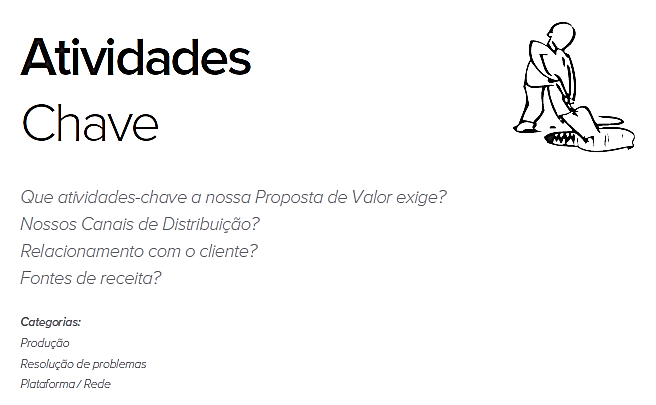 Atividades
Chave
Que atividades-chave a nossa Proposta de Valor exige?
Nossos Canais de Distribuição?
Relacionamento com o cliente?
Fontes de receita?
Categorias:
Produção
Resolução de problemas
Plataforma / Rede